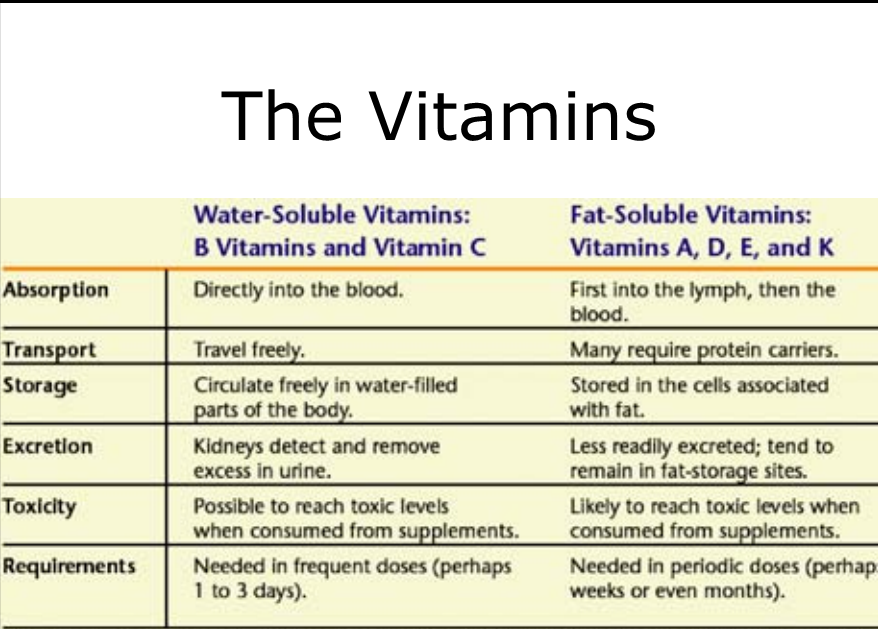 The Vitamins
Water-Soluble Vitamins: Fat-Soluble Vitamins:
B Vitamins and Vitamin C Vitamins A, D, E, and K
Absorption Directly into the blood. First into the lymph, then the
blood.
Transport Travel freely. Many require protein carriers.
Storage Circulate freely in water-filled Stored in the cells associated
parts of the body. with fat.
Excretion Kidneys detect and remove Less readily excreted; tend to
excess in urine. remain in fat-storage sites.
Toxicity Possible to reach toxic levels Likely to reach toxic levels when
when consumed from supplements. consumed from supplements.
Requirements Needed in frequent doses (perhaps Needed in periodic doses (perhap
1 to 3 days). weeks or even months).